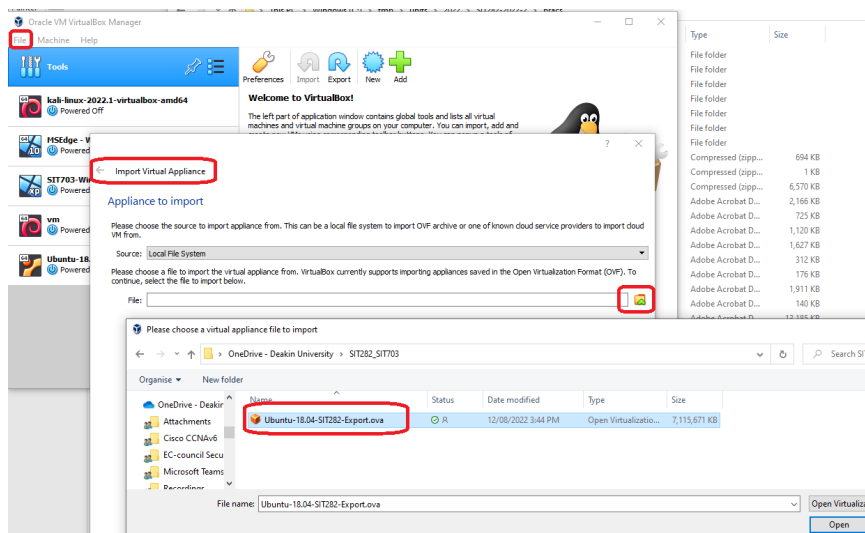 Oracle VM VirtualBox Manager
File Machine Help
Tools
Preferences Import Export New Add
kali-linux-2022.1-virtualbox-amd64
Powered Off
MSEdge - W
Powered
SIT703-Wi
Powered
vm
Powered
Ubuntu-18.
Powered
Welcome to VirtualBox!
The left part of application window contains global tools and lists all virtual
machines and virtual machine groups on your computer. You can import, add and
Import Virtual Appliance
Appliance to import
Please choose the source to import appliance from. This can be a local file system to import OVF archive or one of known cloud service providers to import cloud
VM from.
Source: Local File System
Please choose a file to import the virtual appliance from. VirtualBox currently supports importing appliances saved in the Open Virtualization Format (OVF). To
continue, select the file to import below.
File:
Type Size
File folder
File folder
File folder
File folder
File folder
File folder
File folder
Compressed (zipp... 694 KB
Compressed (zipp... 1 KB
Compressed (zipp... 6,570 KB
Adobe Acrobat D... 2,166 KB
Adobe Acrobat D... 725 KB
Adobe Acrobat D... 1,120 KB
Adobe Acrobat D... 1,627 KB
Adobe Acrobat D... 312 KB
Adobe Acrobat D... 176 KB
Adobe Acrobat D... 1,911 KB
Adobe Acrobat D... 140 KB
Adobe Acrobat D... 13,185 KB
Please choose a virtual appliance file to import
OneDrive - Deakin University > SIT282_SIT703
Search SI
Organise New folder
OneDrive - Deakin
Attachments
Cisco CCNAv6
EC-council Secu
Microsoft Teams
Recordings
Name Status Date modified Type Size
Ubuntu-18.04-SIT282-Export.ova 12/08/2022 3:44 PM Open Virtualizatio... 7,115,671 KB
File name: Ubuntu-18.04-SIT282-Export.ova
Open Virtualiza
Open